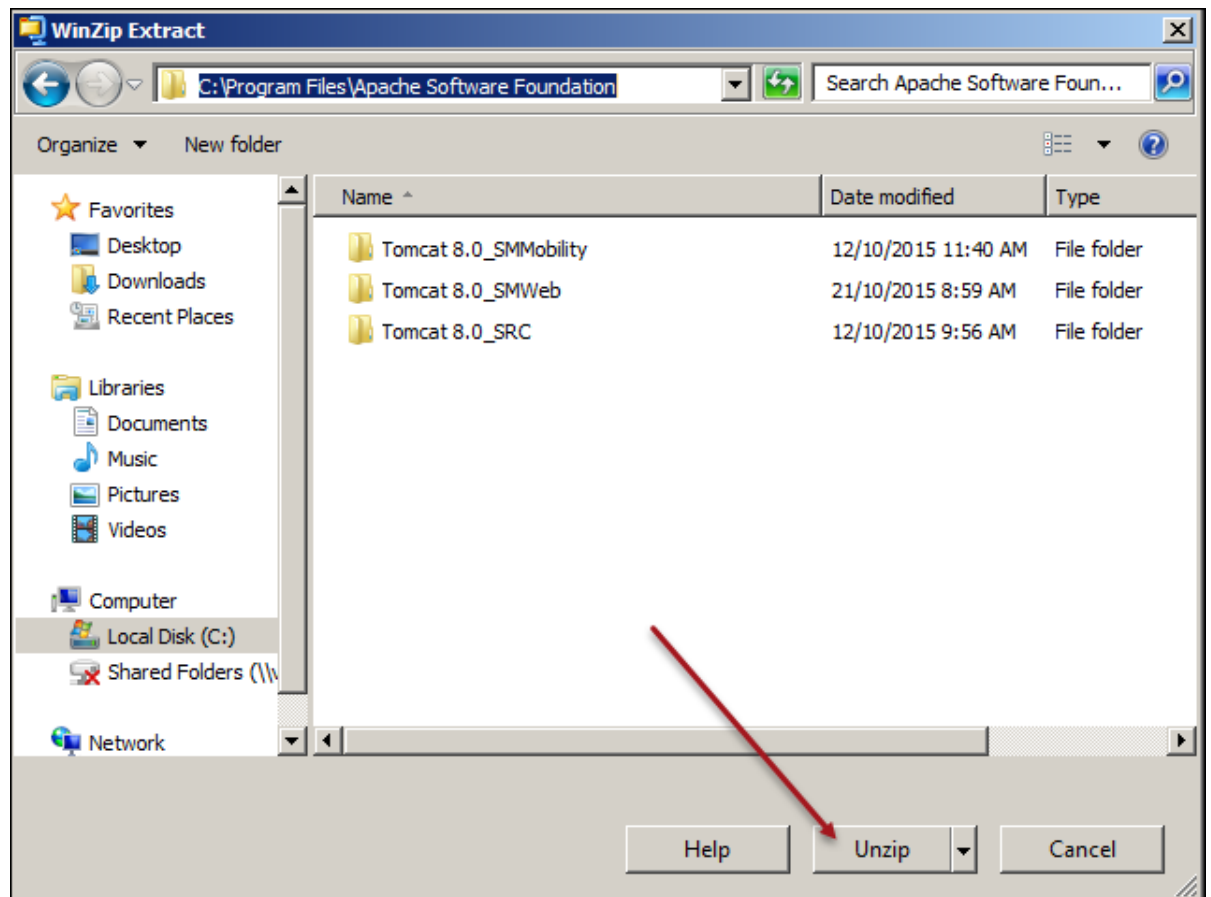 WinZip Extract
C:\Program Files\Apache Software Foundation
Search Apache Software Foun...
Organize
New folder
Name
Date modified
Type
Favorites
Desktop
Downloads
Recent Places
Libraries
Documents
Music
Pictures
Videos
Computer
Local Disk (C:)
Shared Folders (\\
Network
Tomcat 8.0_SMMobility 12/10/2015 11:40 AM File folder
Tomcat 8.0_SMWeb 21/10/2015 8:59 AM File folder
Tomcat 8.0_SRC 12/10/2015 9:56 AM File folder
Help
Unzip
Cancel